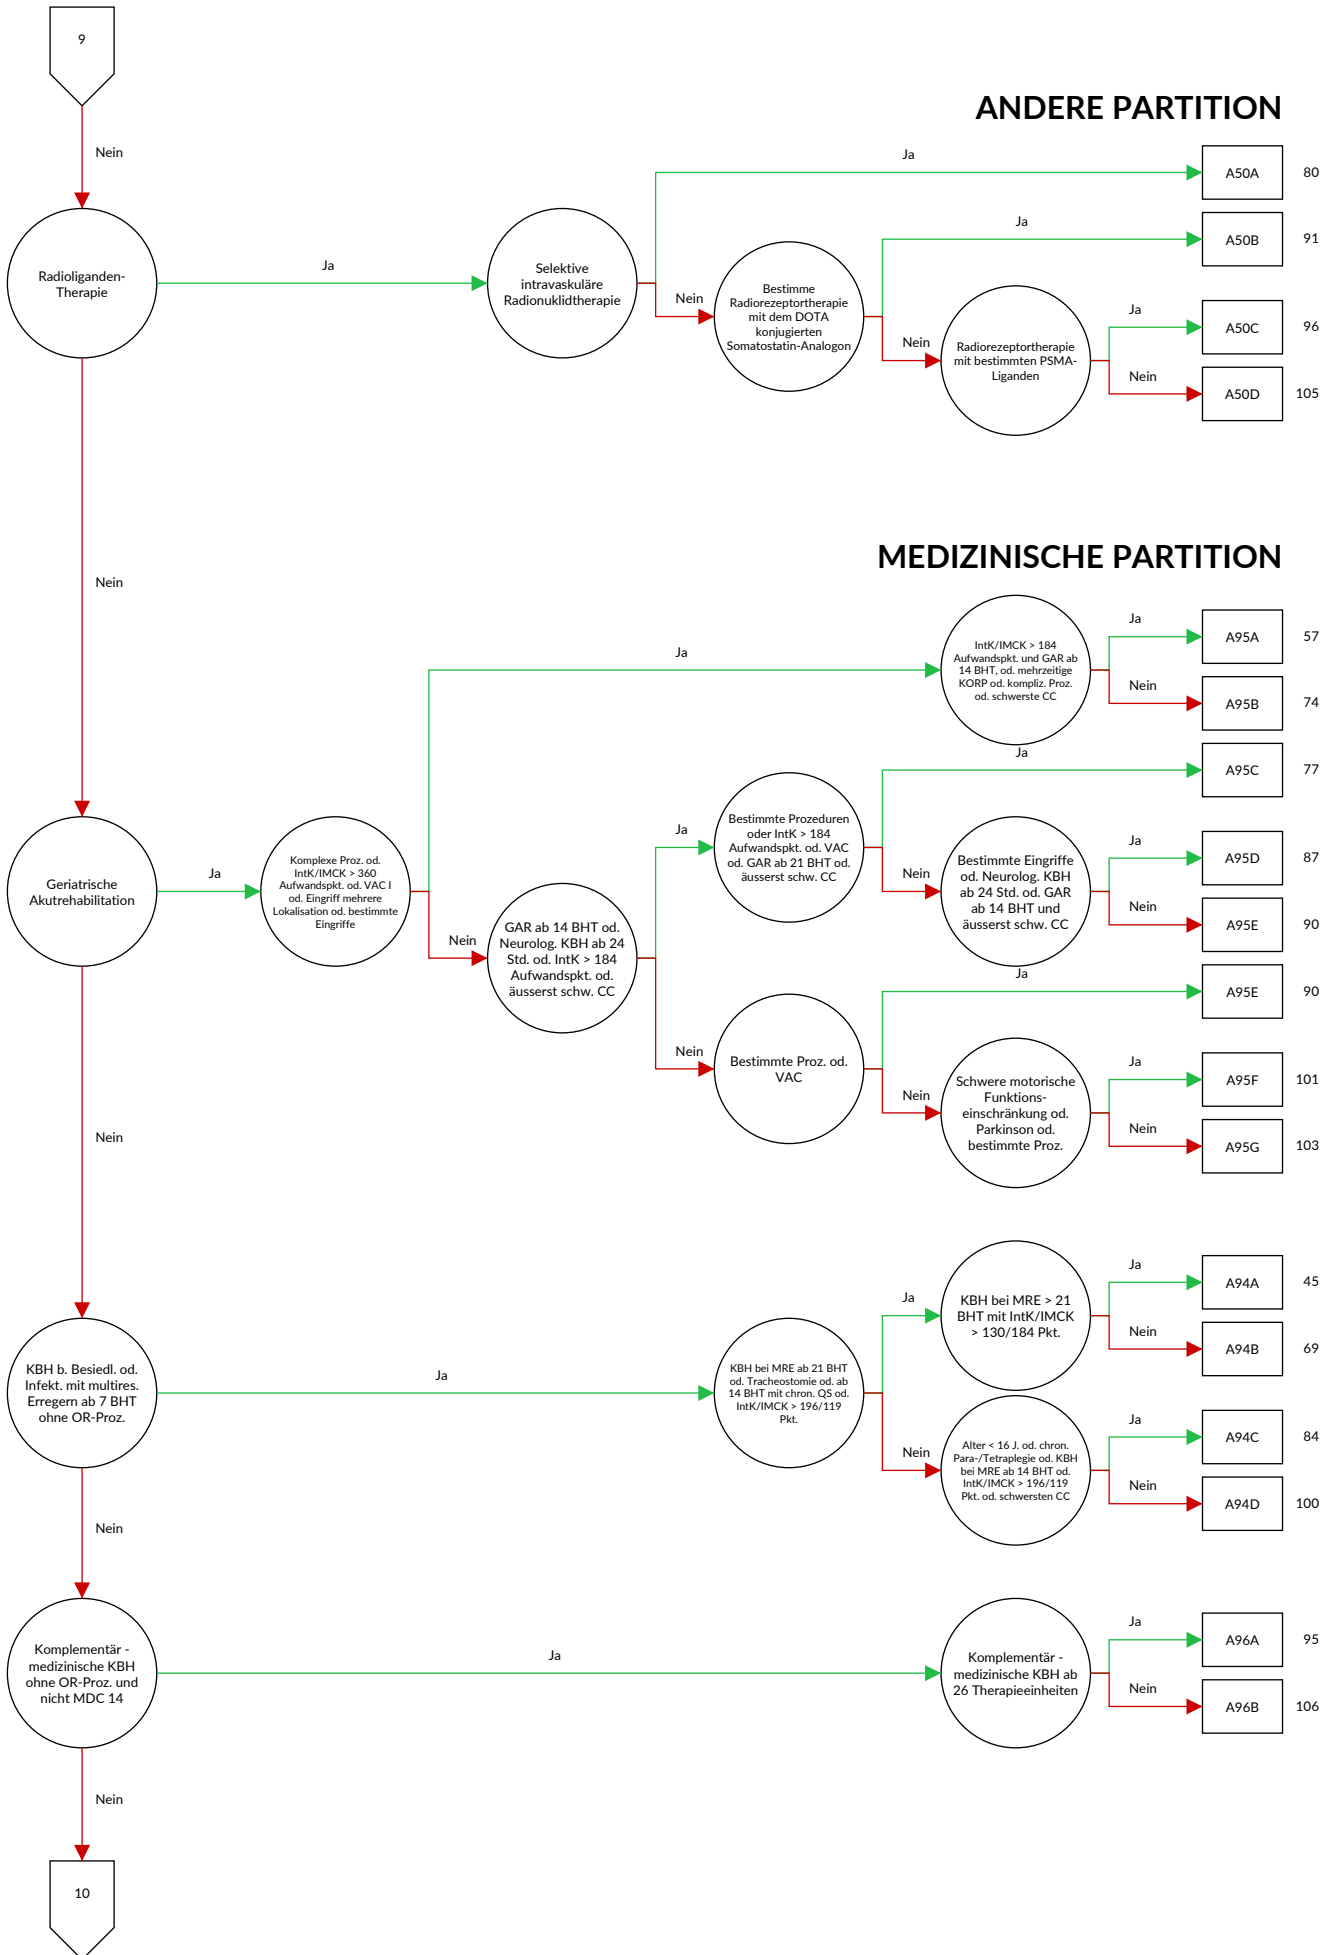 9
ANDERE PARTITION
Nein
Ja
A50A
80
Ja
A50B
91
Radioliganden-
Therapie
Ja
Selektive
intravaskuläre
Radionuklidtherapie
Nein
Bestimme
Radiorezeptortherapie
mit dem DOTA
konjugierten
Somatostatin-Analogon
Nein
Radiorezeptortherapie
mit bestimmten PSMA-
Liganden
Ja
A50C
96
Nein
A50D
105
MEDIZINISCHE PARTITION
Nein
Ja
IntK/IMCK > 184
Aufwandspkt. und GAR ab
14 BHT, od. mehrzeitige
KORP od. kompliz. Proz.
od. schwerste CC
Ja
A95A
57
Nein
A95B
74
Ja
A95C
77
Geriatrische
Akutrehabilitation
Ja
Komplexe Proz. od.
IntK/IMCK > 360
Aufwandspkt. od. VAC I
od. Eingriff mehrere
Lokalisation od. bestimmte
Eingriffe
Nein
GAR ab 14 BHT od.
Neurolog. KBH ab 24
Std. od. IntK > 184
Aufwandspkt. od.
äusserst schw. CC
Ja
Bestimmte Prozeduren
oder IntK > 184
Aufwandspkt. od. VAC
od. GAR ab 21 BHT od.
äusserst schw. CC
Nein
Bestimmte Eingriffe
od. Neurolog. KBH
ab 24 Std. od. GAR
ab 14 BHT und
äusserst schw. CC
Ja
A95D
87
Nein
A95E
90
Ja
A95E
90
Nein
Bestimmte Proz. od.
VAC
Nein
Schwere motorische
Funktions-
einschränkung od.
Parkinson od.
bestimmte Proz.
Ja
A95F
101
Nein
A95G
103
Nein
KBH b. Besiedl. od.
Infekt. mit multires.
Erregern ab 7 BHT
ohne OR-Proz.
Ja
KBH bei MRE ab 21 BHT
od. Tracheostomie od. ab
14 BHT mit chron. QS od.
IntK/IMCK > 196/119
Pkt.
Ja
KBH bei MRE > 21
BHT mit IntK/IMCK
> 130/184 Pkt.
Ja
A94A
45
Nein
A94B
69
Nein
Alter < 16 J. od. chron.
Para-/Tetraplegie od. KBH
bei MRE ab 14 BHT od.
IntK/IMCK > 196/119
Pkt. od. schwersten CC
Ja
A94C
84
Nein
A94D
100
Nein
Komplementär -
medizinische KBH
ohne OR-Proz. und
nicht MDC 14
Ja
Komplementär -
medizinische KBH ab
26 Therapieeinheiten
Ja
A96A
95
Nein
A96B
106
Nein
10